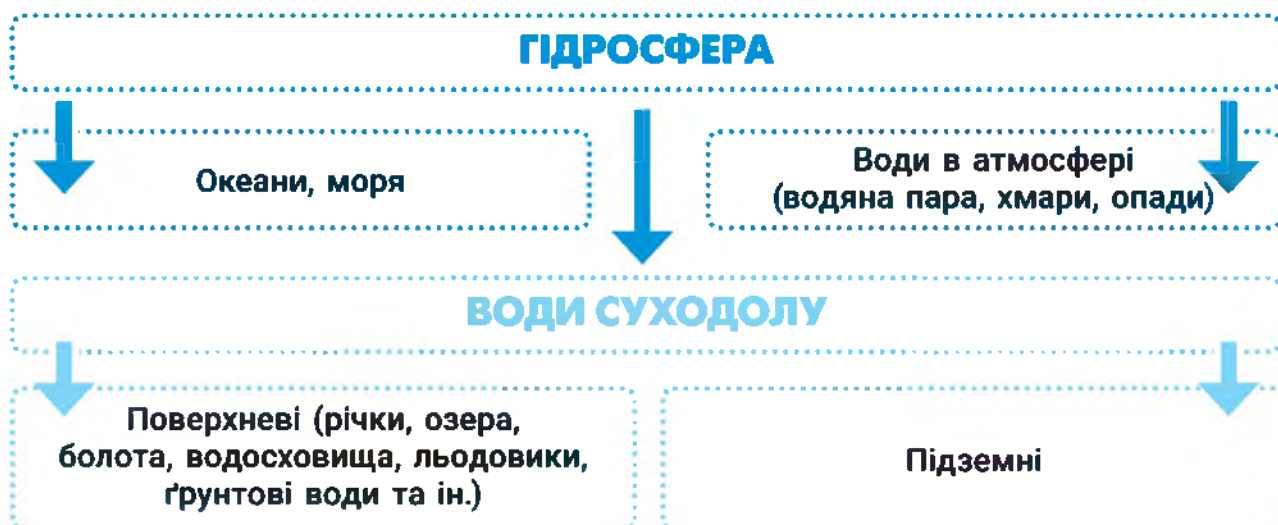 ГІДРОСФЕРА
Океани, моря
Води в атмосфері
(водяна пара, хмари, опади)
ВОДИ СУХОДОЛУ
Поверхневі (річки, озера,
болота, водосховища, льодовики,
ґрунтові води та ін.)
Підземні